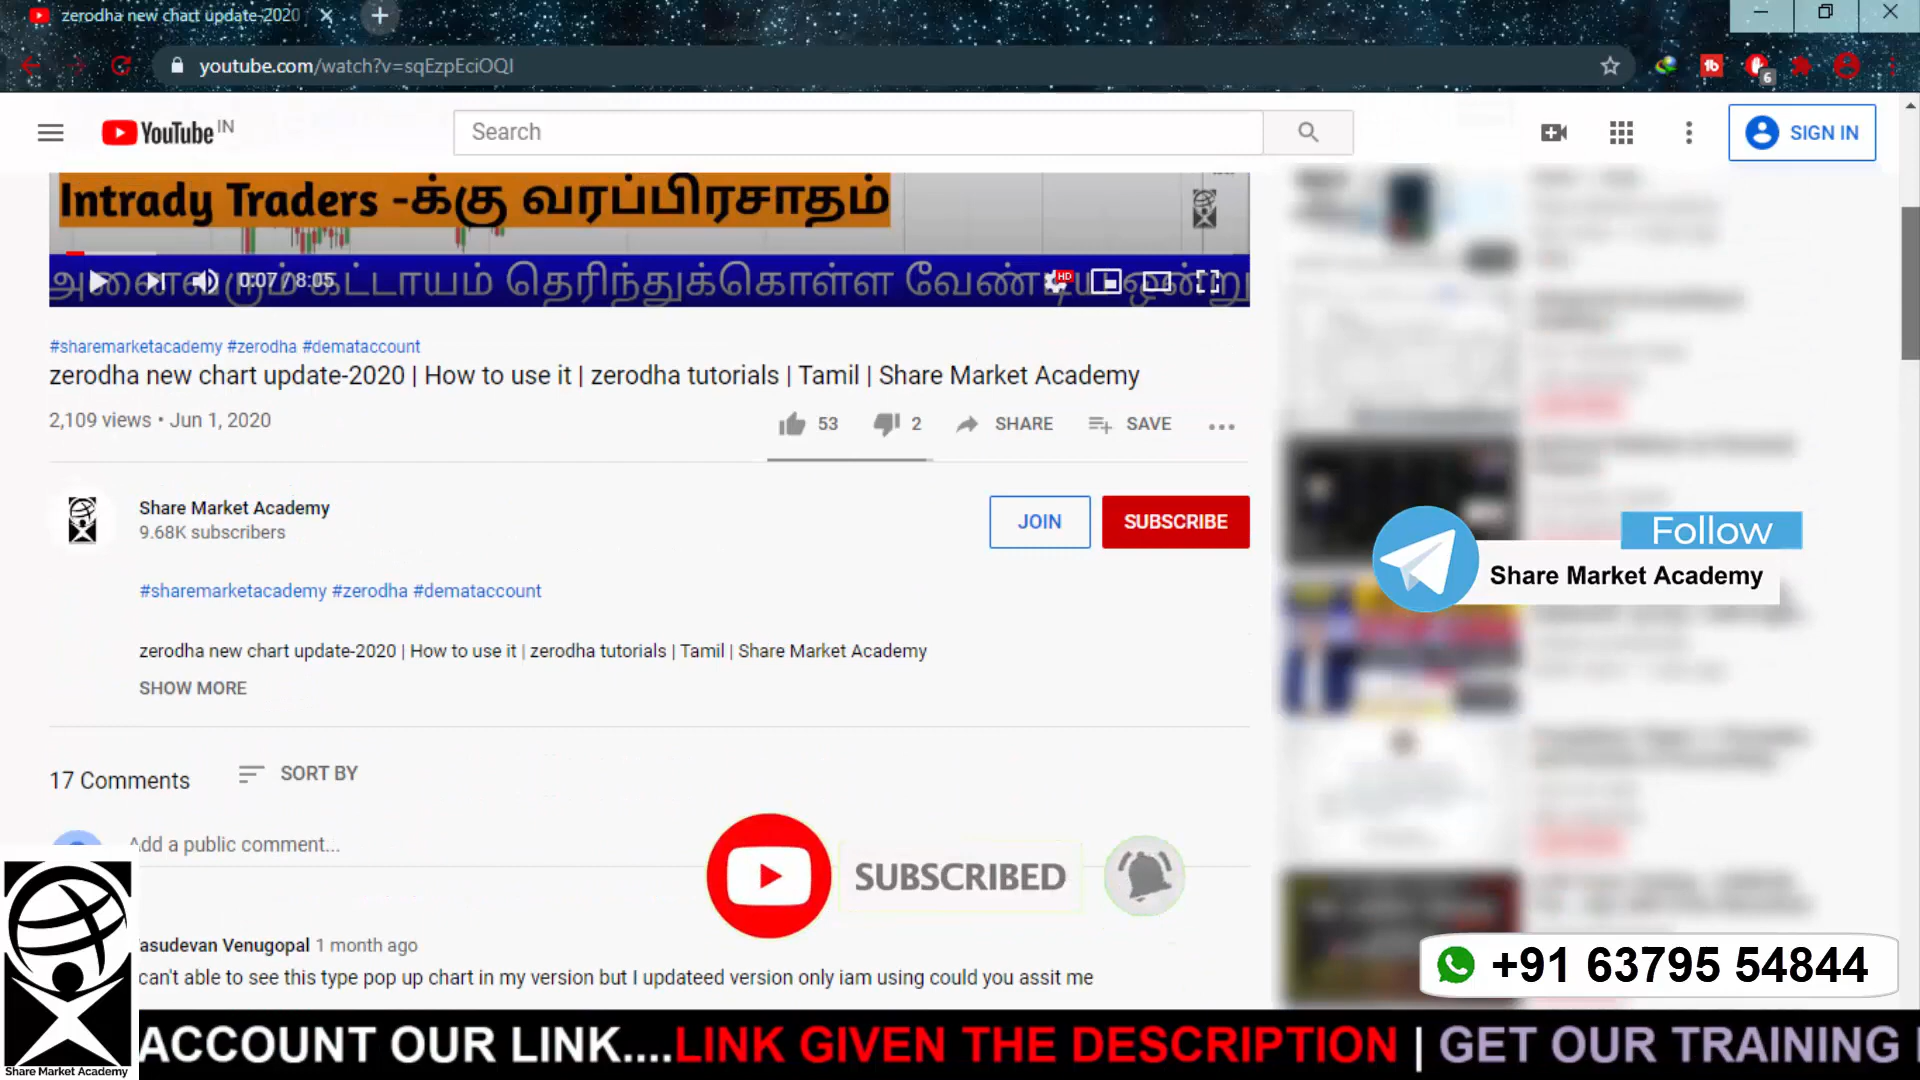 zerodha new chart update-2020
youtube.com/watch?v=sqEzpEciOQI
6
YouTube IN
Search
SIGN IN
Intrady Traders -க்கு வரப்பிரசாதம்
அனைவரும் கட்டாயம் தெரிந்துக்கொள்ள வேண்டிய ஒன்று
0:07 / 8:05
HD
#sharemarketacademy #zerodha #demataccount
zerodha new chart update-2020 | How to use it | zerodha tutorials | Tamil | Share Market Academy
2,109 views • Jun 1, 2020
53
2
SHARE
SAVE
Share Market Academy
9.68K subscribers
JOIN
SUBSCRIBE
Follow
Share Market Academy
#sharemarketacademy #zerodha #demataccount
zerodha new chart update-2020 | How to use it | zerodha tutorials | Tamil | Share Market Academy
SHOW MORE
17 Comments
SORT BY
Add a public comment...
SUBSCRIBED
asudevan Venugopal 1 month ago
can't able to see this type pop up chart in my version but I updateed version only iam using could you assit me
+91 63795 54844
Share Market Academy
ACCOUNT OUR LINK....LINK GIVEN THE DESCRIPTION | GET OUR TRAINING